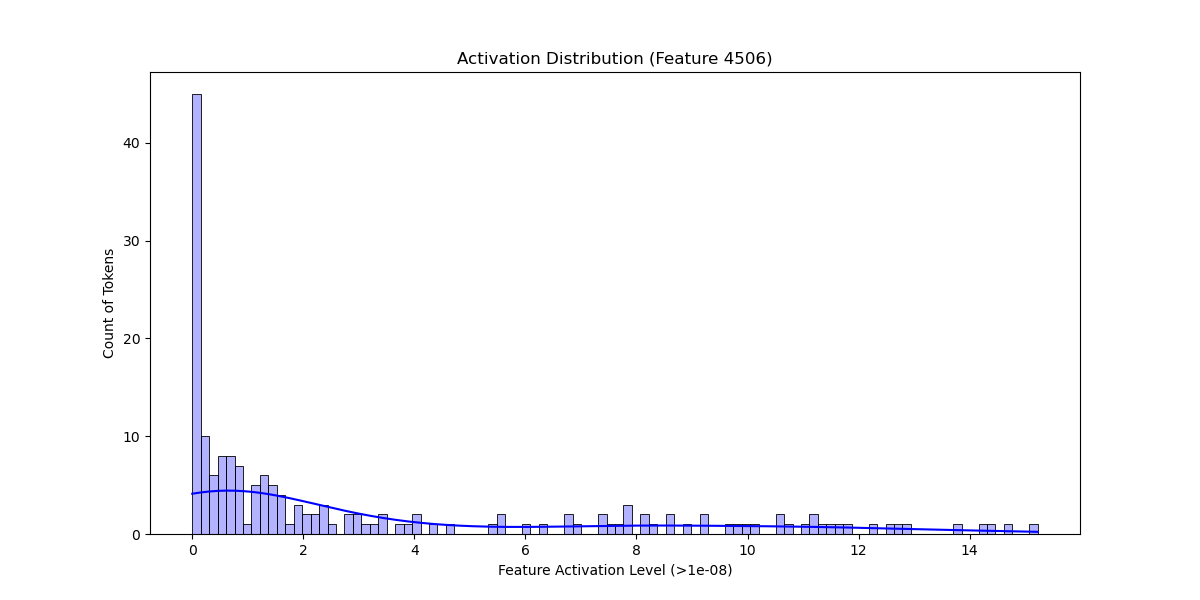 Activation Distribution (Feature 4506)
Count of Tokens
40
30
20
10
0
0 2 4 6 8 10 12 14
Feature Activation Level (>1e-08)